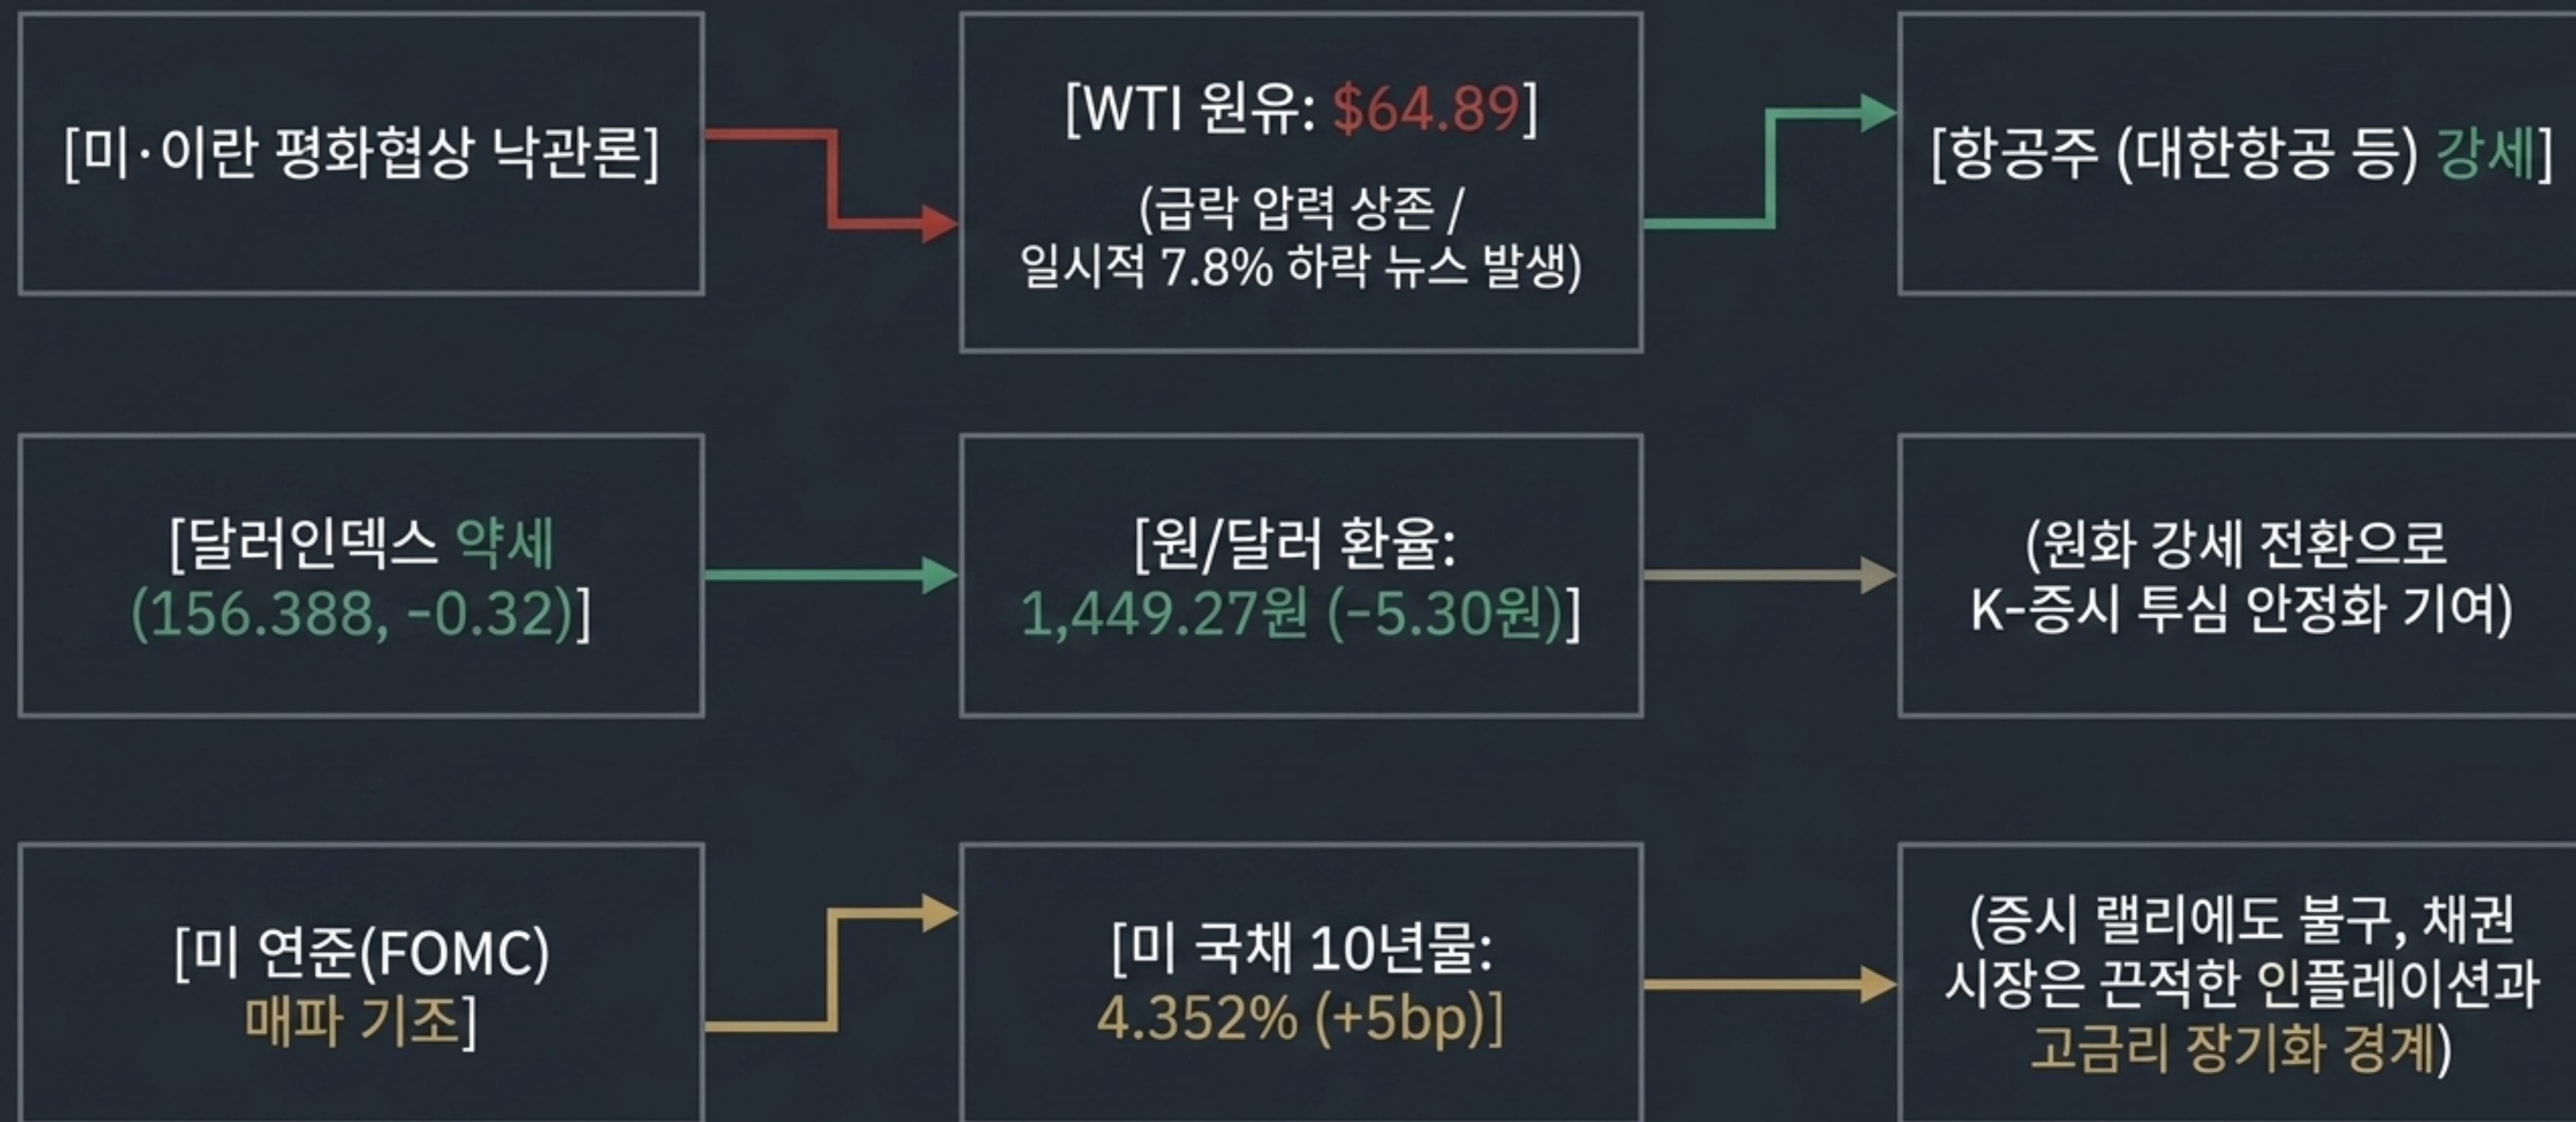 [미·이란 평화협상 낙관론]
[WTI 원유: $64.89]
(급락 압력 상존 /
일시적 7.8% 하락 뉴스 발생)
[항공주 (대한항공 등) 강세]
[달러인덱스 약세
(156.388, -0.32)]
[원/달러 환율:
1,449.27원 (-5.30원)]
(원화 강세 전환으로
K-증시 투심 안정화 기여)
[미 연준(FOMC)
매파 기조]
[미 국채 10년물:
4.352% (+5bp)]
(증시 랠리에도 불구, 채권
시장은 끈적한 인플레이션과
고금리 장기화 경계)